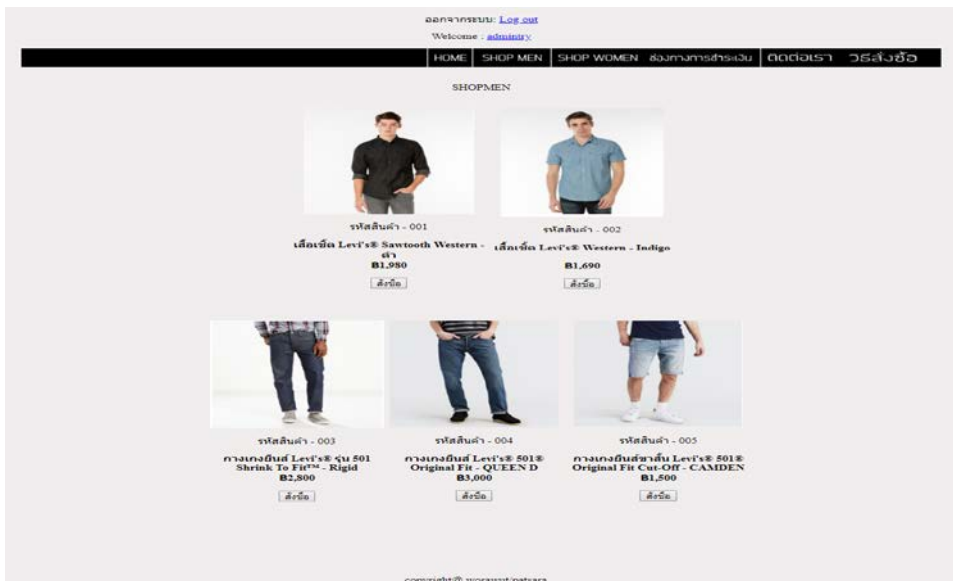 ออกจากระบบ: Log out
Welcome : admintry
HOME SHOP MEN SHOP WOMEN ช่องทางการชำระเงิน ติดต่อเรา วิธีสั่งซื้อ
SHOPMEN
รหัสสินค้า - 001
เสื้อเชิ้ต Levi's® Sawtooth Western -
ดำ
฿1,980
สั่งซื้อ
รหัสสินค้า - 002
เสื้อเชิ้ต Levi's® Western - Indigo
฿1,690
สั่งซื้อ
รหัสสินค้า - 003
กางเกงยีนส์ Levi's® รุ่น 501
Shrink To Fit™ - Rigid
฿2,800
สั่งซื้อ
รหัสสินค้า - 004
กางเกงยีนส์ Levi's® 501®
Original Fit - QUEEN D
฿3,000
สั่งซื้อ
รหัสสินค้า - 005
กางเกงยีนส์ขาสั้น Levi's® 501®
Original Fit Cut-Off - CAMDEN
฿1,500
สั่งซื้อ